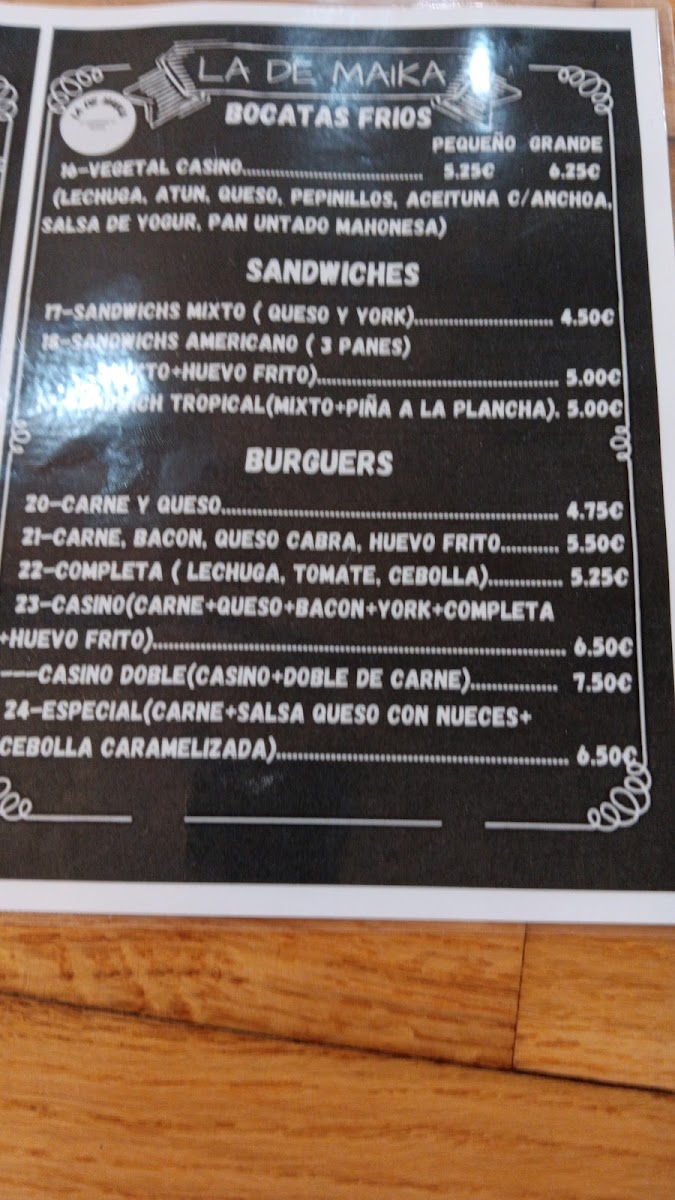 LA DE MAIKA
LA DE MAIKA
BOCATAS FRIOS
PEQUEÑO GRANDE
16-VEGETAL CASINO................................ 5.25€ 6.25€
(LECHUGA, ATUN, QUESO, PEPINILLOS, ACEITUNA C/ANCHOA,
SALSA DE YOGUR, PAN UNTADO MAHONESA)
SANDWICHES
17-SANDWICHS MIXTO ( QUESO Y YORK)......................... 4.50€
18-SANDWICHS AMERICANO ( 3 PANES)
+HUEVO FRITO)............................................ 5.00€
TROPICAL(MIXTO+PIÑA A LA PLANCHA). 5.00€
BURGUERS
20-CARNE Y QUESO............................................................ 4.75€
21-CARNE, BACON, QUESO CABRA, HUEVO FRITO.......... 5.50€
22-COMPLETA ( LECHUGA, TOMATE, CEBOLLA)............. 5.25€
23-CASINO(CARNE+QUESO+BACON+YORK+COMPLETA
+HUEVO FRITO)........................................................................ 6.50€
---CASINO DOBLE(CASINO+DOBLE DE CARNE)............... 7.50€
24-ESPECIAL(CARNE+SALSA QUESO CON NUECES+
CEBOLLA CARAMELIZADA).................................................. 6.50€